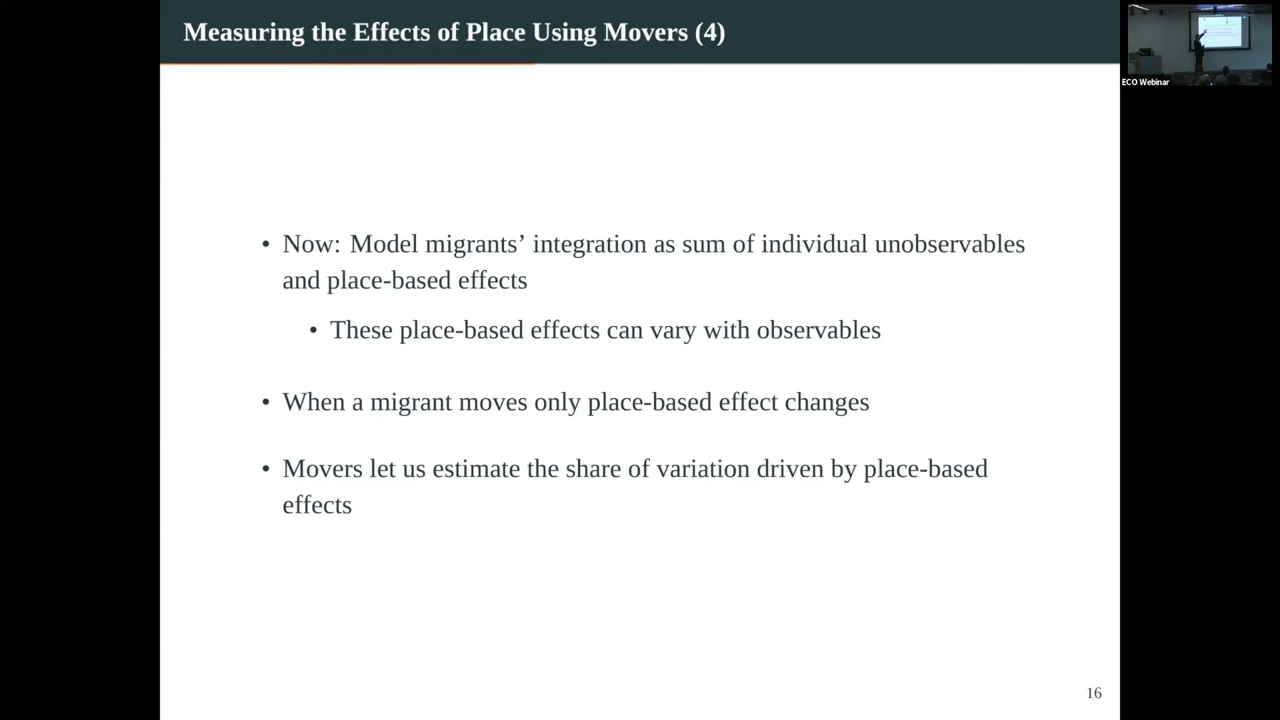 Measuring the Effects of Place Using Movers (4)
ECO Webinar
• Now: Model migrants’ integration as sum of individual unobservables
and place-based effects
• These place-based effects can vary with observables
• When a migrant moves only place-based effect changes
• Movers let us estimate the share of variation driven by place-based
effects
16